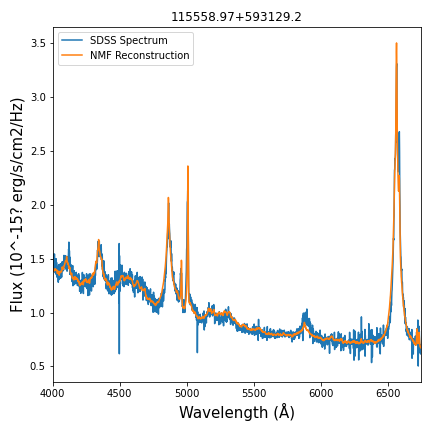 115558.97+593129.2
SDSS Spectrum
NMF Reconstruction
3.5
3.0
2.5
2.0
1.5
1.0
0.5
Flux (10^-15? erg/s/cm2/Hz)
4000 4500 5000 5500 6000 6500
Wavelength (Å)